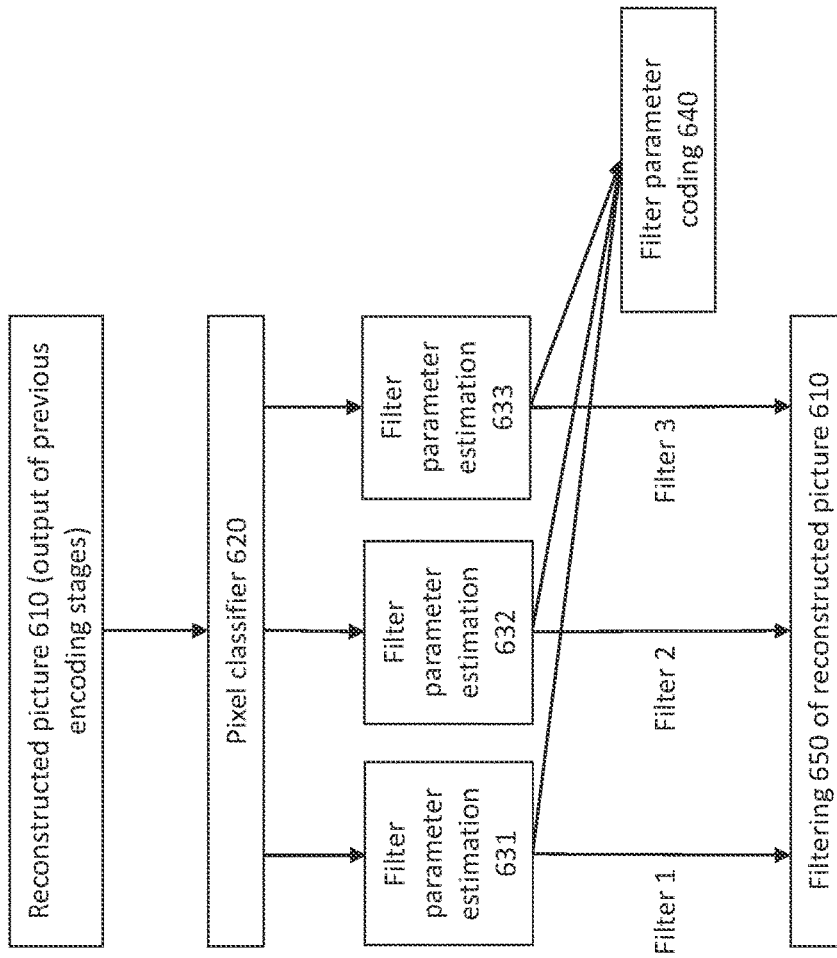 Reconstructed picture 610 (output of previous
encoding stages)
Pixel classifier 620
Filter
parameter
estimation
631
Filter
parameter
estimation
632
Filter
parameter
estimation
633
Filter parameter
coding 640
Filter 1
Filter 2
Filter 3
Filtering 650 of reconstructed picture 610